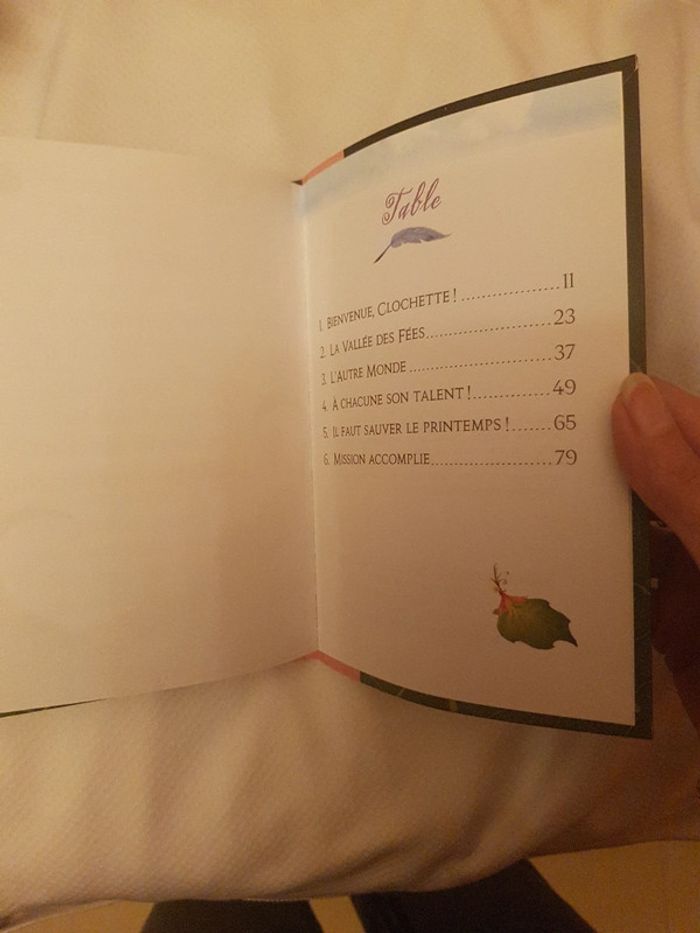 Table
1. Bienvenue, Clochette ! ................... 11
2. La Vallée des Fées....................... 23
3. L'Autre Monde ........................... 37
4. À chacune son talent !............... 49
5. Il faut sauver le printemps !....... 65
6. Mission accomplie....................... 79